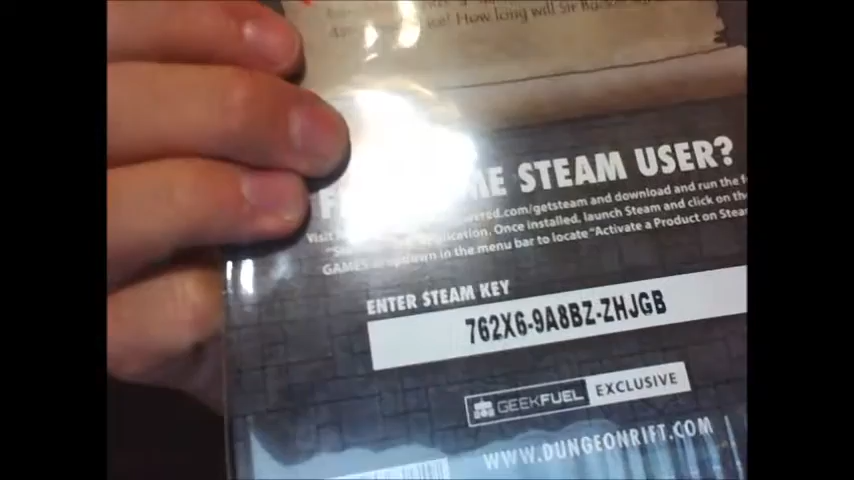 ice! How long will Sir
STEAM USER?
.com/getsteam and download and run the
application. Once installed, launch Steam and click on the
GAMES dropdown in the menu bar to locate "Activate a Product on Steam
ENTER STEAM KEY
762X6-9A8BZ-ZHJGB
GEEKFUEL EXCLUSIVE
WWW.DUNGEONRIFT.COM